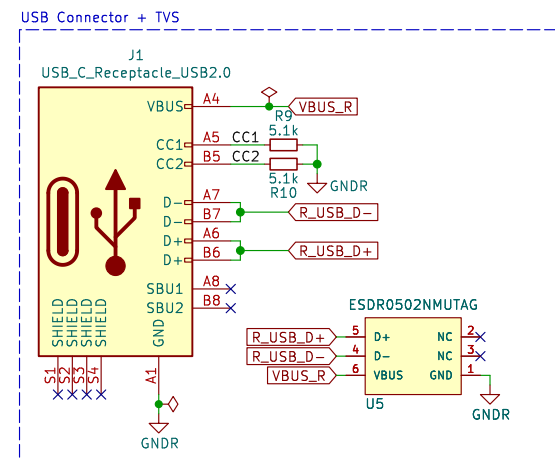 USB Connector + TVS
J1
USB_C_Receptacle_USB2.0
VBUS A4 VBUS_R
R9
5.1k
CC1 A5 CC1
CC2 B5 CC2
5.1k
R10
GNDR
D- A7
D- B7 R_USB_D-
D+ A6
D+ B6 R_USB_D+
SBU1 A8
SBU2 B8
SHIELD SHIELD SHIELD SHIELD GND
S1 S2 S3 S4 A1
GNDR
ESDR0502NMUTAG
R_USB_D+ 5 D+ NC 2
R_USB_D- 4 D- NC 3
VBUS_R 6 VBUS GND 1
U5
GNDR